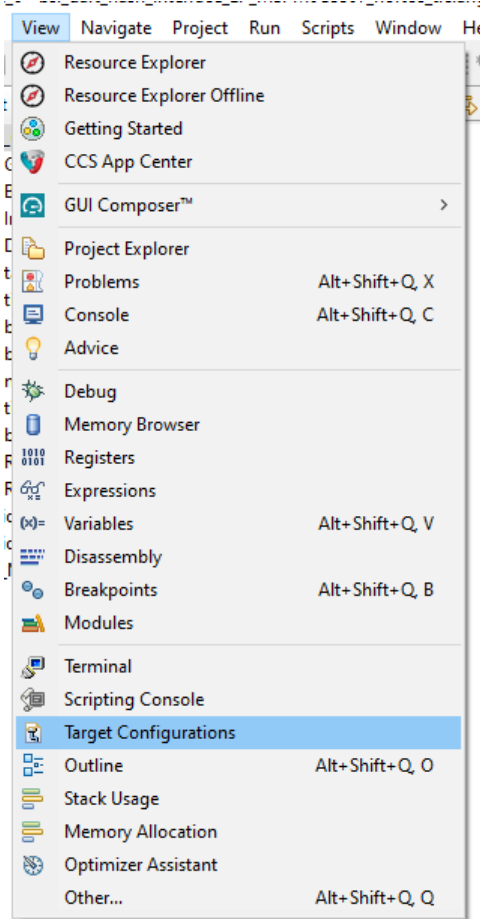 View Navigate Project Run Scripts Window
Resource Explorer
Resource Explorer Offline
Getting Started
CCS App Center
GUI Composer™ >
Project Explorer
Problems Alt+Shift+Q, X
Console Alt+Shift+Q, C
Advice
Debug
Memory Browser
1010 0101 Registers
Expressions
(x)= Variables Alt+Shift+Q, V
Disassembly
Breakpoints Alt+Shift+Q, B
Modules
Terminal
Scripting Console
Target Configurations
Outline Alt+Shift+Q, O
Stack Usage
Memory Allocation
Optimizer Assistant
Other... Alt+Shift+Q, Q